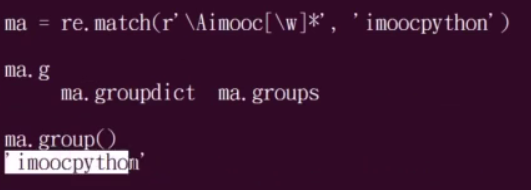 ma = re.match(r'\Aimooc[\w]*', 'imoocpython')
ma.g
ma.groupdict  ma.groups
ma.group()
'imoocpython'